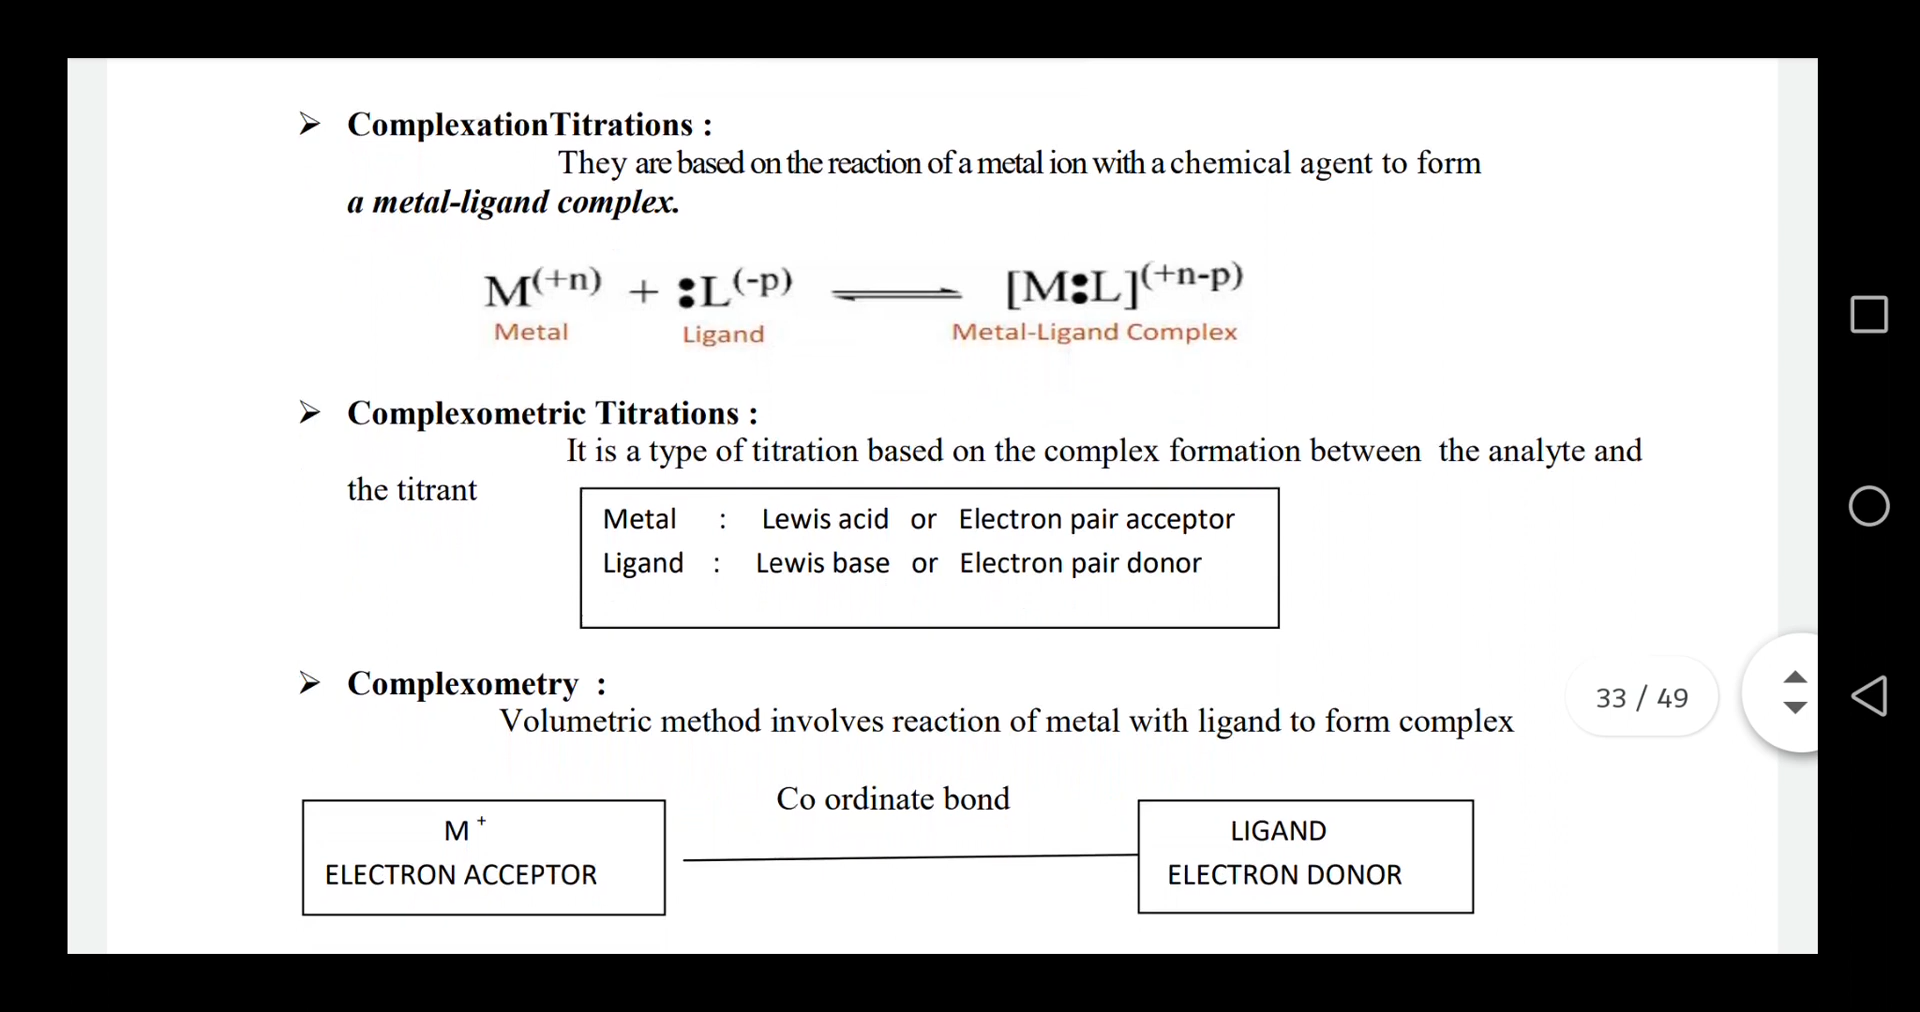 ➢ ComplexationTitrations :
They are based on the reaction of a metal ion with a chemical agent to form
a metal-ligand complex.
M(+n) + :L(-p) ⇌ [M:L](+n-p)
Metal Ligand Metal-Ligand Complex
➢ Complexometric Titrations :
It is a type of titration based on the complex formation between the analyte and
the titrant
Metal : Lewis acid or Electron pair acceptor
Ligand : Lewis base or Electron pair donor
➢ Complexometry :
Volumetric method involves reaction of metal with ligand to form complex
33 / 49
Co ordinate bond
M +
ELECTRON ACCEPTOR
LIGAND
ELECTRON DONOR